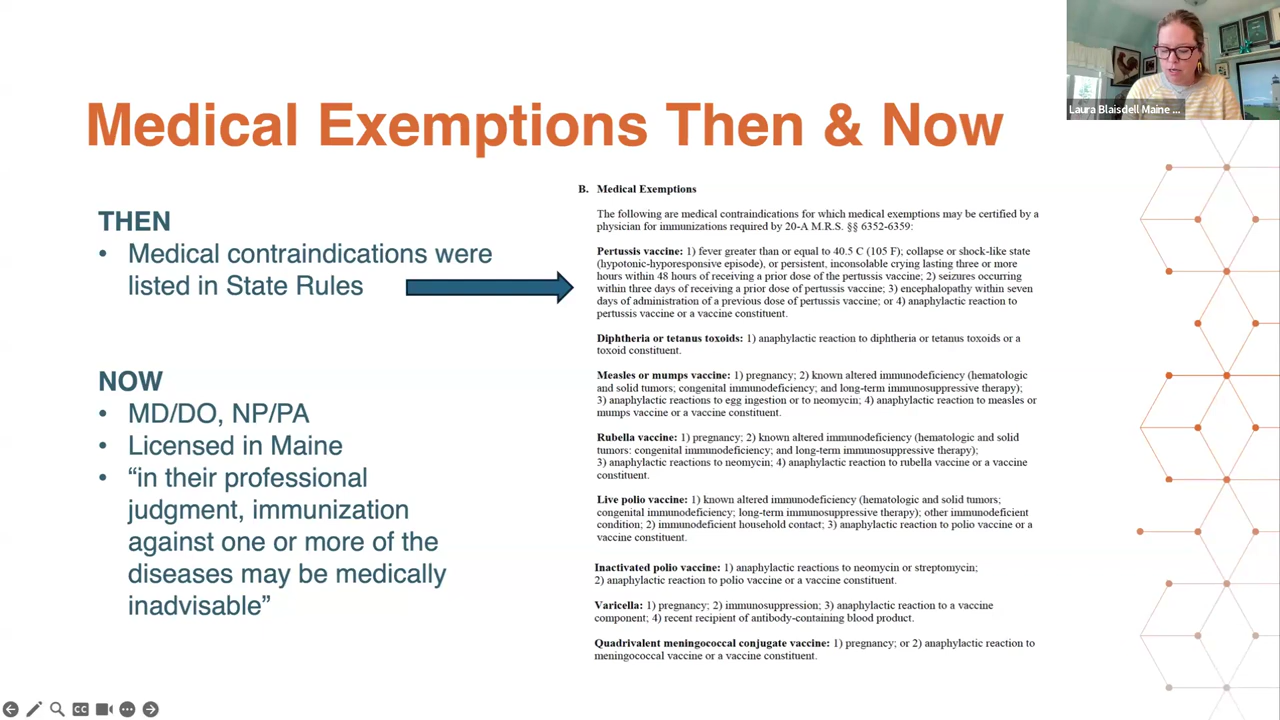 Medical Exemptions Then & Now
Laura Blaisdell Maine ...
THEN
• Medical contraindications were
listed in State Rules
NOW
• MD/DO, NP/PA
• Licensed in Maine
• “in their professional
judgment, immunization
against one or more of the
diseases may be medically
inadvisable”
B. Medical Exemptions
The following are medical contraindications for which medical exemptions may be certified by a
physician for immunizations required by 20-A M.R.S. §§ 6352-6359:
Pertussis vaccine: 1) fever greater than or equal to 40.5 C (105 F); collapse or shock-like state
(hypotonic-hyporesponsive episode), or persistent, inconsolable crying lasting three or more
hours within 48 hours of receiving a prior dose of the pertussis vaccine; 2) seizures occurring
within three days of receiving a prior dose of pertussis vaccine; 3) encephalopathy within seven
days of administration of a previous dose of pertussis vaccine; or 4) anaphylactic reaction to
pertussis vaccine or a vaccine constituent.
Diphtheria or tetanus toxoids: 1) anaphylactic reaction to diphtheria or tetanus toxoids or a
toxoid constituent.
Measles or mumps vaccine: 1) pregnancy; 2) known altered immunodeficiency (hematologic
and solid tumors; congenital immunodeficiency; and long-term immunosuppressive therapy);
3) anaphylactic reactions to egg ingestion or to neomycin; 4) anaphylactic reaction to measles or
mumps vaccine or a vaccine constituent.
Rubella vaccine: 1) pregnancy; 2) known altered immunodeficiency (hematologic and solid
tumors: congenital immunodeficiency; and long-term immunosuppressive therapy);
3) anaphylactic reactions to neomycin; 4) anaphylactic reaction to rubella vaccine or a vaccine
constituent.
Live polio vaccine: 1) known altered immunodeficiency (hematologic and solid tumors;
congenital immunodeficiency; long-term immunosuppressive therapy); other immunodeficient
condition; 2) immunodeficient household contact; 3) anaphylactic reaction to polio vaccine or a
vaccine constituent.
Inactivated polio vaccine: 1) anaphylactic reactions to neomycin or streptomycin;
2) anaphylactic reaction to polio vaccine or a vaccine constituent.
Varicella: 1) pregnancy; 2) immunosuppression; 3) anaphylactic reaction to a vaccine
component; 4) recent recipient of antibody-containing blood product.
Quadrivalent meningococcal conjugate vaccine: 1) pregnancy; or 2) anaphylactic reaction to
meningococcal vaccine or a vaccine constituent.
CC